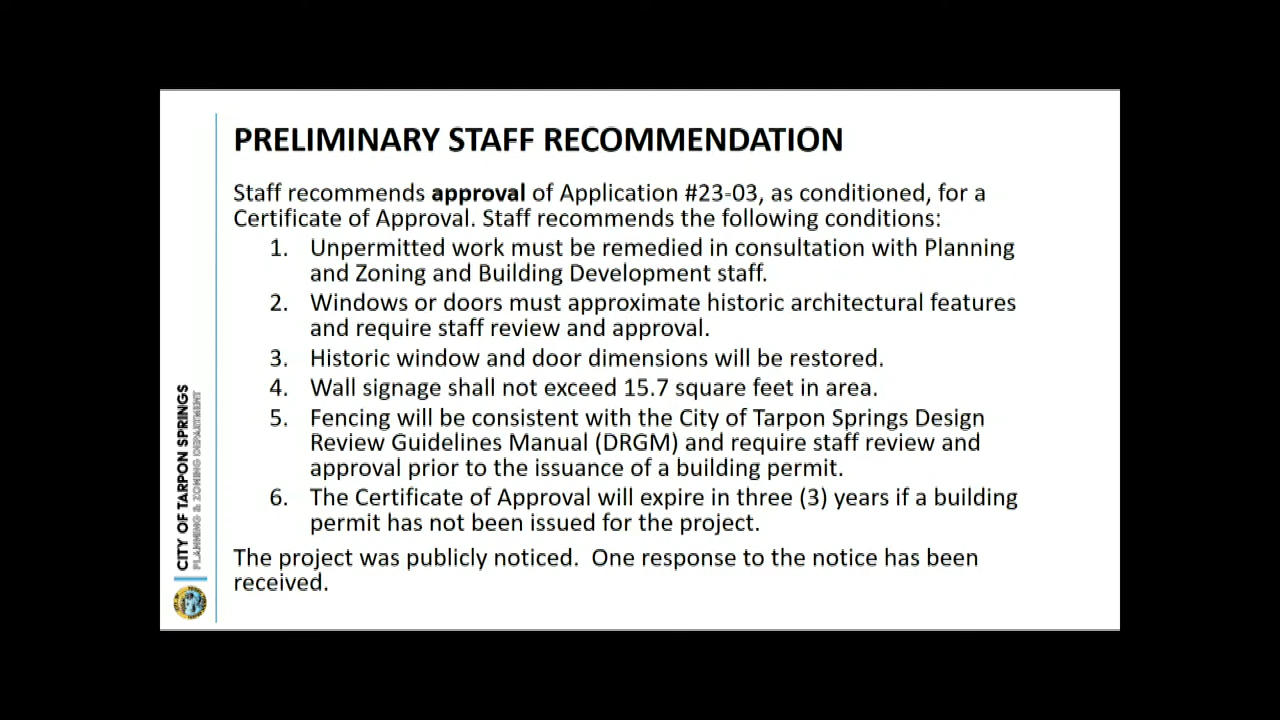 PRELIMINARY STAFF RECOMMENDATION
Staff recommends approval of Application #23-03, as conditioned, for a
Certificate of Approval. Staff recommends the following conditions:
1. Unpermitted work must be remedied in consultation with Planning
and Zoning and Building Development staff.
2. Windows or doors must approximate historic architectural features
and require staff review and approval.
3. Historic window and door dimensions will be restored.
4. Wall signage shall not exceed 15.7 square feet in area.
5. Fencing will be consistent with the City of Tarpon Springs Design
Review Guidelines Manual (DRGM) and require staff review and
approval prior to the issuance of a building permit.
6. The Certificate of Approval will expire in three (3) years if a building
permit has not been issued for the project.
The project was publicly noticed.  One response to the notice has been
received.
CITY OF TARPON SPRINGS
PLANNING & ZONING DEPARTMENT